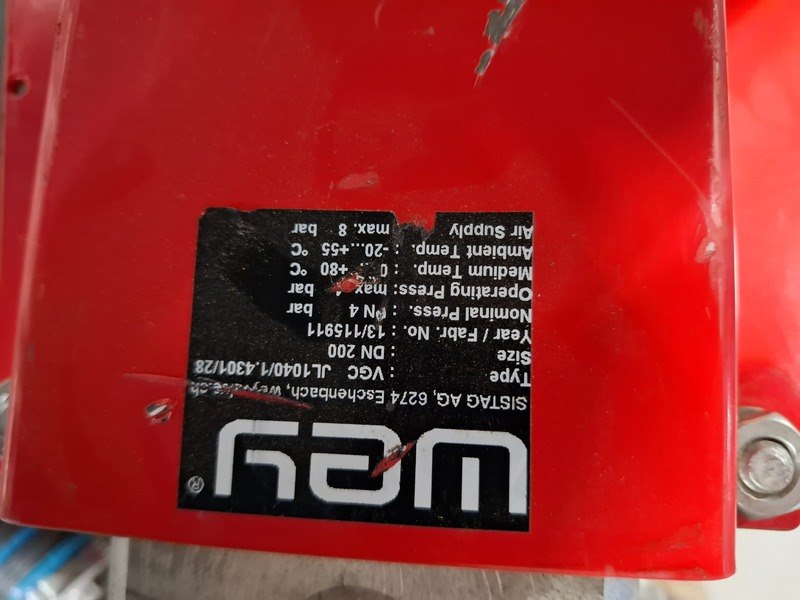 wey®
SISTAG AG, 6274 Eschenbach, Weyvalve.ch
Type : VGC JL1040/1.4301/28
Size : DN 200
Year / Fabr. No. : 13/115911
Nominal Press. : PN 4 bar
Operating Press: max. bar
Medium Temp. : 0 +80 °C
Ambient Temp. : -20...+55 °C
Air Supply max. 8 bar